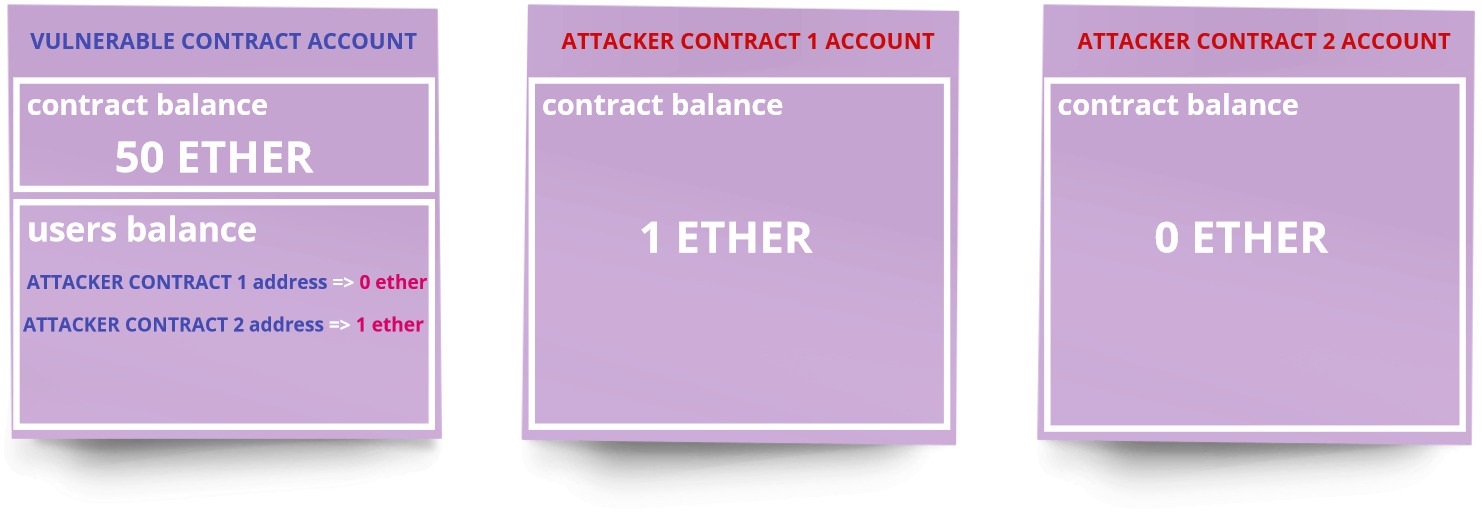 VULNERABLE CONTRACT ACCOUNT
contract balance
50 ETHER
users balance
ATTACKER CONTRACT 1 address => 0 ether
ATTACKER CONTRACT 2 address => 1 ether
ATTACKER CONTRACT 1 ACCOUNT
contract balance
1 ETHER
ATTACKER CONTRACT 2 ACCOUNT
contract balance
0 ETHER